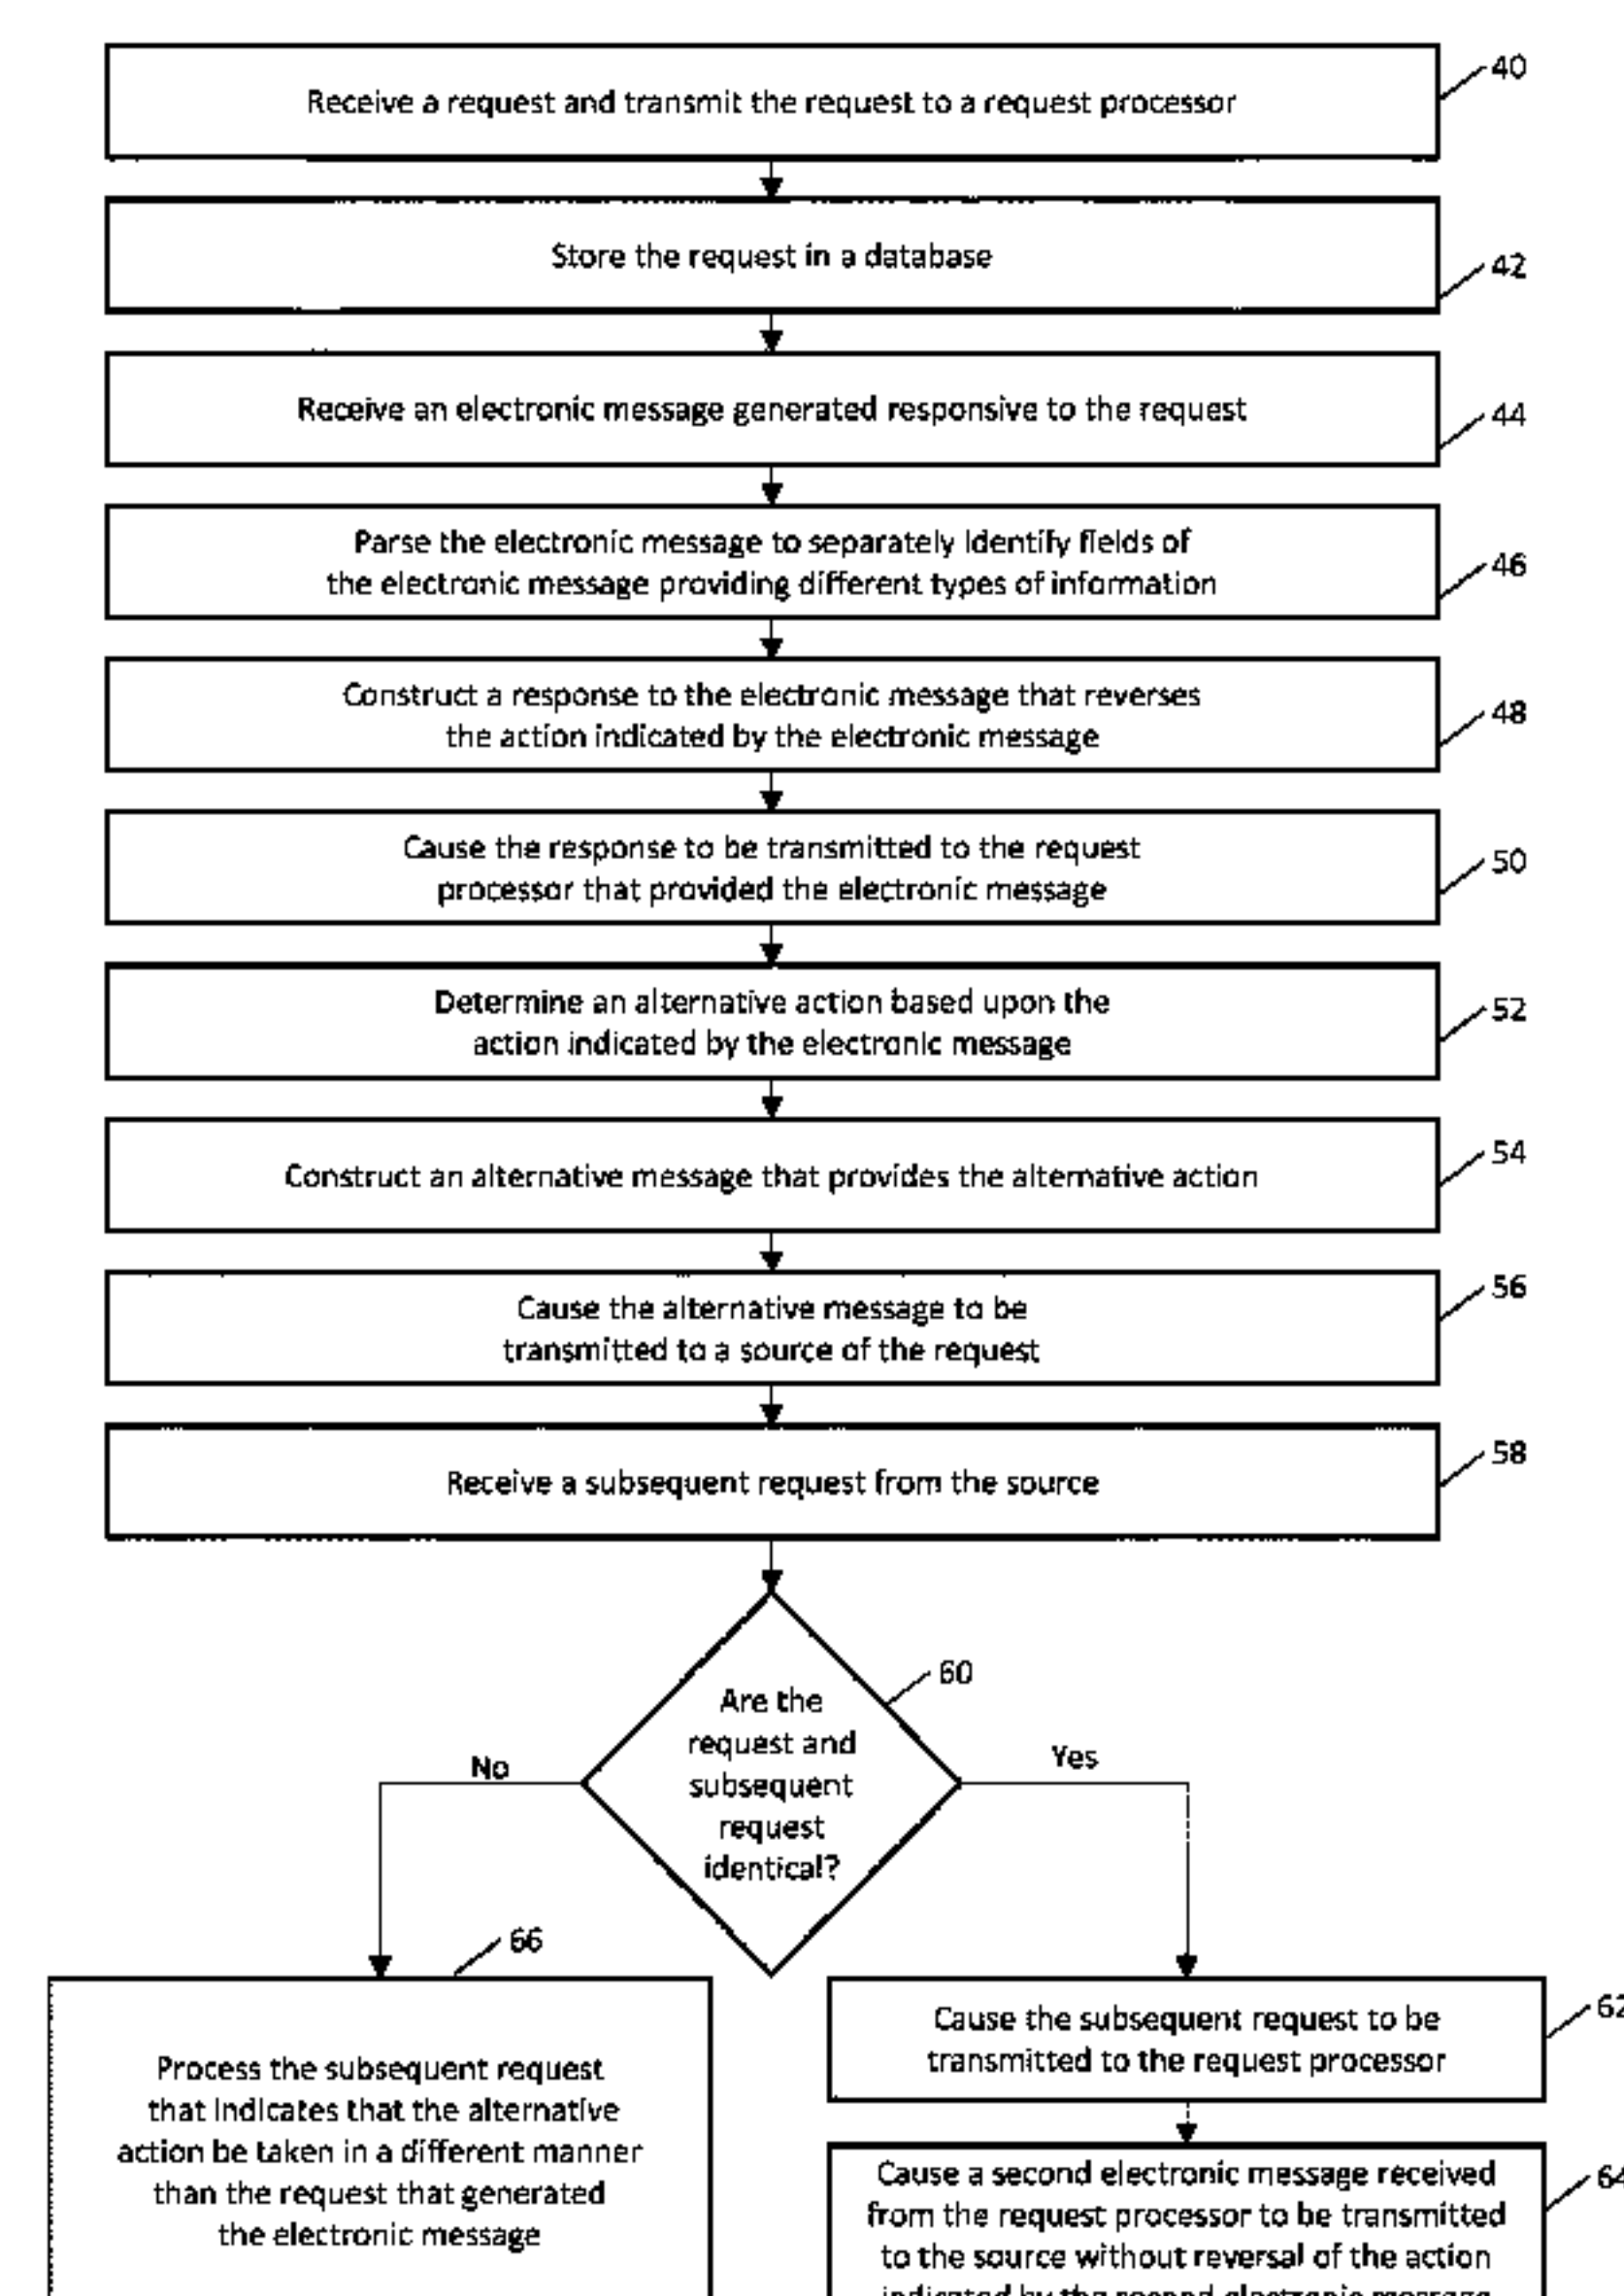 Receive a request and transmit the request to a request processor
40
Store the request in a database
42
Receive an electronic message generated responsive to the request
44
Parse the electronic message to separately identify fields of
the electronic message providing different types of information
46
Construct a response to the electronic message that reverses
the action indicated by the electronic message
48
Cause the response to be transmitted to the request
processor that provided the electronic message
50
Determine an alternative action based upon the
action indicated by the electronic message
52
Construct an alternative message that provides the alternative action
54
Cause the alternative message to be
transmitted to a source of the request
56
Receive a subsequent request from the source
58
60
Are the
request and
subsequent
request
identical?
No
Yes
66
Process the subsequent request
that indicates that the alternative
action be taken in a different manner
than the request that generated
the electronic message
Cause the subsequent request to be
transmitted to the request processor
62
Cause a second electronic message received
from the request processor to be transmitted
to the source without reversal of the action
indicated by the second electronic message
64